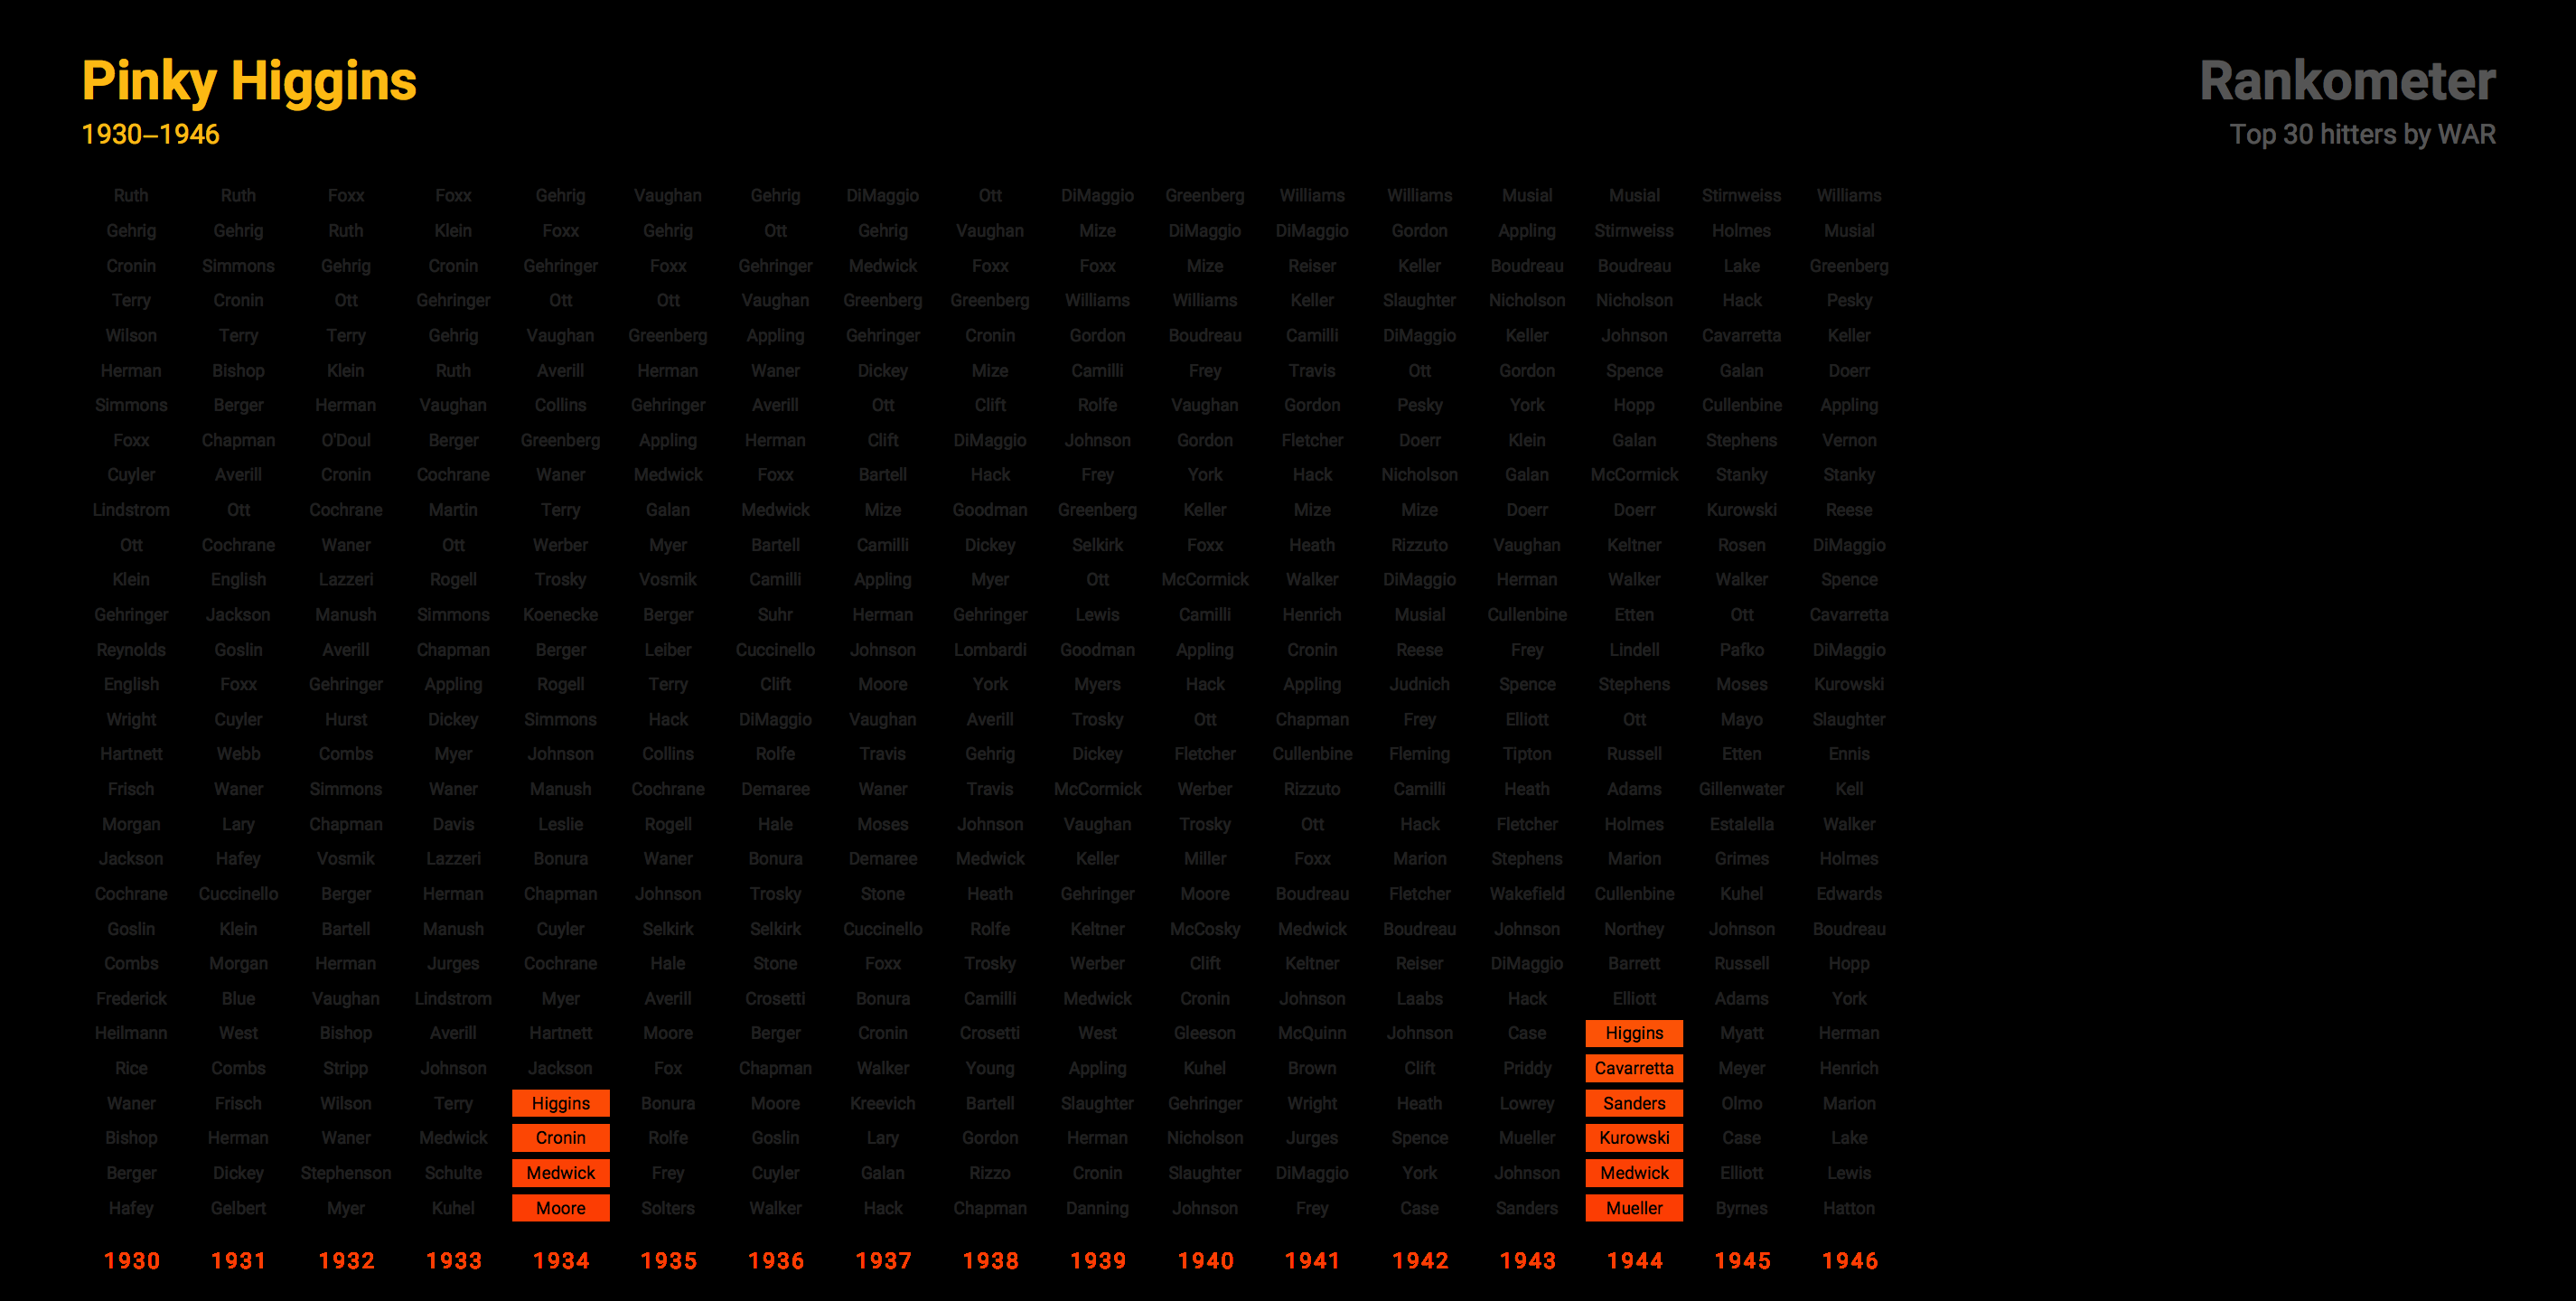 Pinky Higgins
1930–1946
Rankometer
Top 30 hitters by WAR
Ruth Ruth Foxx Foxx Gehrig Vaughan Gehrig DiMaggio Ott DiMaggio Greenberg Williams Williams Musial Musial Stirnweiss Williams
Gehrig Gehrig Ruth Klein Foxx Gehrig Ott Gehrig Vaughan Mize DiMaggio DiMaggio Gordon Appling Stirnweiss Holmes Musial
Cronin Simmons Gehrig Cronin Gehringer Foxx Gehringer Medwick Foxx Foxx Mize Reiser Keller Boudreau Boudreau Lake Greenberg
Terry Cronin Ott Gehringer Ott Ott Vaughan Greenberg Greenberg Williams Williams Keller Slaughter Nicholson Nicholson Hack Pesky
Wilson Terry Terry Gehrig Vaughan Greenberg Appling Gehringer Cronin Gordon Boudreau Camilli DiMaggio Keller Johnson Cavarretta Keller
Herman Bishop Klein Ruth Averill Herman Waner Dickey Mize Camilli Frey Travis Ott Gordon Spence Galan Doerr
Simmons Berger Herman Vaughan Collins Gehringer Averill Ott Clift Rolfe Vaughan Gordon Pesky York Hopp Cullenbine Appling
Foxx Chapman O'Doul Berger Greenberg Appling Herman Clift DiMaggio Johnson Gordon Fletcher Doerr Klein Galan Stephens Vernon
Cuyler Averill Cronin Cochrane Waner Medwick Foxx Bartell Hack Frey York Hack Nicholson Galan McCormick Stanky Stanky
Lindstrom Ott Cochrane Martin Terry Galan Medwick Mize Goodman Greenberg Keller Mize Mize Doerr Doerr Kurowski Reese
Ott Cochrane Waner Ott Werber Myer Bartell Camilli Dickey Selkirk Foxx Heath Rizzuto Vaughan Keltner Rosen DiMaggio
Klein English Lazzeri Rogell Trosky Vosmik Camilli Appling Myer Ott McCormick Walker DiMaggio Herman Walker Walker Spence
Gehringer Jackson Manush Simmons Koenecke Berger Suhr Herman Gehringer Lewis Camilli Henrich Musial Cullenbine Etten Ott Cavarretta
Reynolds Goslin Averill Chapman Berger Leiber Cuccinello Johnson Lombardi Goodman Appling Cronin Reese Frey Lindell Pafko DiMaggio
English Foxx Gehringer Appling Rogell Terry Clift Moore York Myers Hack Appling Judnich Spence Stephens Moses Kurowski
Wright Cuyler Hurst Dickey Simmons Hack DiMaggio Vaughan Averill Trosky Ott Chapman Frey Elliott Ott Mayo Slaughter
Hartnett Webb Combs Myer Johnson Collins Rolfe Travis Gehrig Dickey Fletcher Cullenbine Fleming Tipton Russell Etten Ennis
Frisch Waner Simmons Waner Manush Cochrane Demaree Waner Travis McCormick Werber Rizzuto Camilli Heath Adams Gillenwater Kell
Morgan Lary Chapman Davis Leslie Rogell Hale Moses Johnson Vaughan Trosky Ott Hack Fletcher Holmes Estalella Walker
Jackson Hafey Vosmik Lazzeri Bonura Waner Bonura Demaree Medwick Keller Miller Foxx Marion Stephens Marion Grimes Holmes
Cochrane Cuccinello Berger Herman Chapman Johnson Trosky Stone Heath Gehringer Moore Boudreau Fletcher Wakefield Cullenbine Kuhel Edwards
Goslin Klein Bartell Manush Cuyler Selkirk Selkirk Cuccinello Rolfe Keltner McCosky Medwick Boudreau Johnson Northey Johnson Boudreau
Combs Morgan Herman Jurges Cochrane Hale Stone Foxx Trosky Werber Clift Keltner Reiser DiMaggio Barrett Russell Hopp
Frederick Blue Vaughan Lindstrom Myer Averill Crosetti Bonura Camilli Medwick Cronin Johnson Laabs Hack Elliott Adams York
Heilmann West Bishop Averill Hartnett Moore Berger Cronin Crosetti West Gleeson McQuinn Johnson Case Higgins Myatt Herman
Rice Combs Stripp Johnson Jackson Fox Chapman Walker Young Appling Kuhel Brown Clift Priddy Cavarretta Meyer Henrich
Waner Frisch Wilson Terry Higgins Bonura Moore Kreevich Bartell Slaughter Gehringer Wright Heath Lowrey Sanders Olmo Marion
Bishop Herman Waner Medwick Cronin Rolfe Goslin Lary Gordon Herman Nicholson Jurges Spence Mueller Kurowski Case Lake
Berger Dickey Stephenson Schulte Medwick Frey Cuyler Galan Rizzo Cronin Slaughter DiMaggio York Johnson Medwick Elliott Lewis
Hafey Gelbert Myer Kuhel Moore Solters Walker Hack Chapman Danning Johnson Frey Case Sanders Mueller Byrnes Hatton
1930 1931 1932 1933 1934 1935 1936 1937 1938 1939 1940 1941 1942 1943 1944 1945 1946